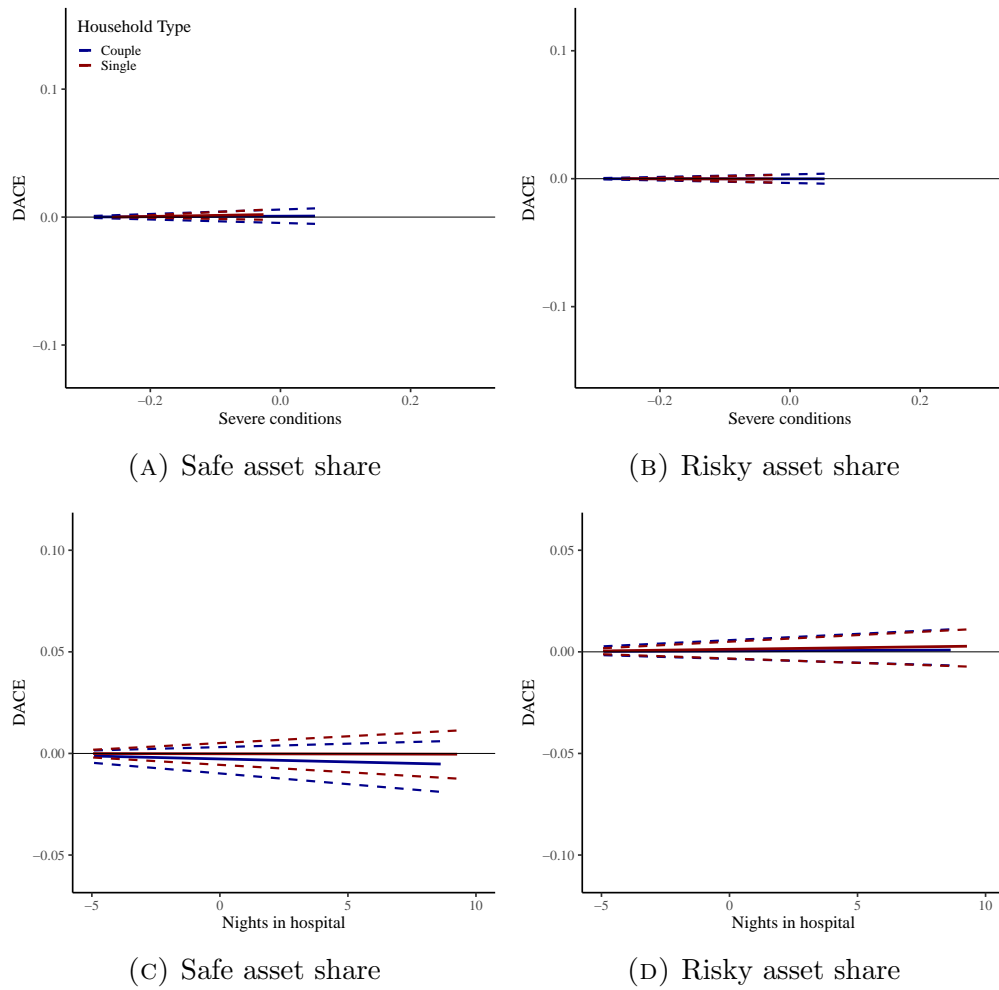 Household Type
Couple
Single
0.1
0.0
−0.1
DACE
−0.2
0.0
0.2
Severe conditions
(A) Safe asset share
0.1
0.0
−0.1
DACE
−0.2
0.0
0.2
Severe conditions
(B) Risky asset share
0.10
0.05
0.00
−0.05
DACE
−5
0
5
10
Nights in hospital
(C) Safe asset share
0.05
0.00
−0.05
−0.10
DACE
−5
0
5
10
Nights in hospital
(D) Risky asset share